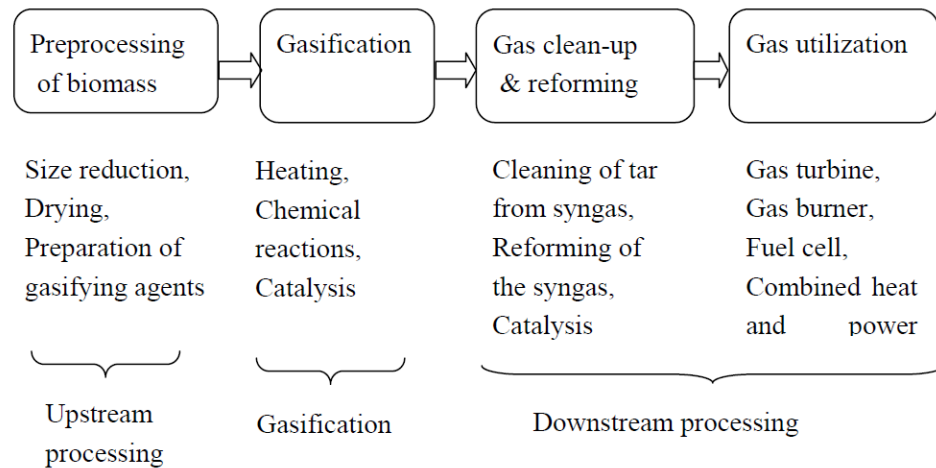 Preprocessing
of biomass
Gasification
Gas clean-up
& reforming
Gas utilization
Size reduction,
Drying,
Preparation of
gasifying agents
Heating,
Chemical
reactions,
Catalysis
Cleaning of tar
from syngas,
Reforming of
the syngas,
Catalysis
Gas turbine,
Gas burner,
Fuel cell,
Combined heat
and power
Upstream
processing
Gasification
Downstream processing